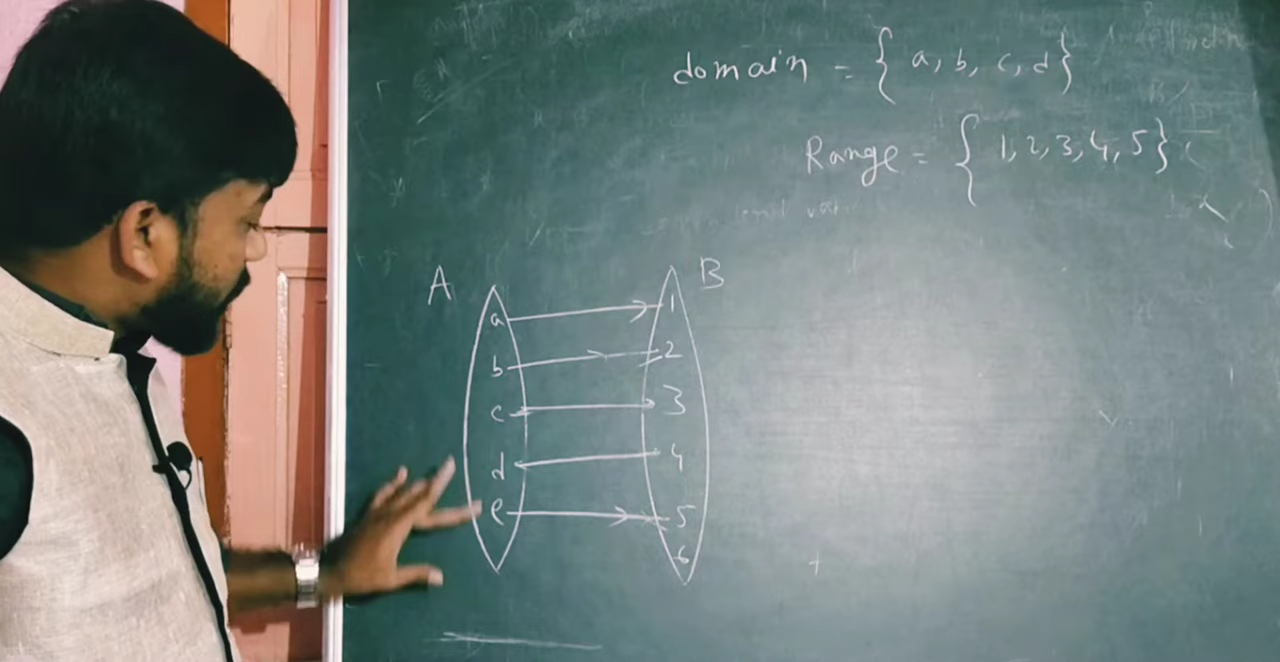 domain = { a, b, c, d }
Range = { 1, 2, 3, 4, 5 }
A B
a 1
b 2
c 3
d 4
e 5
6